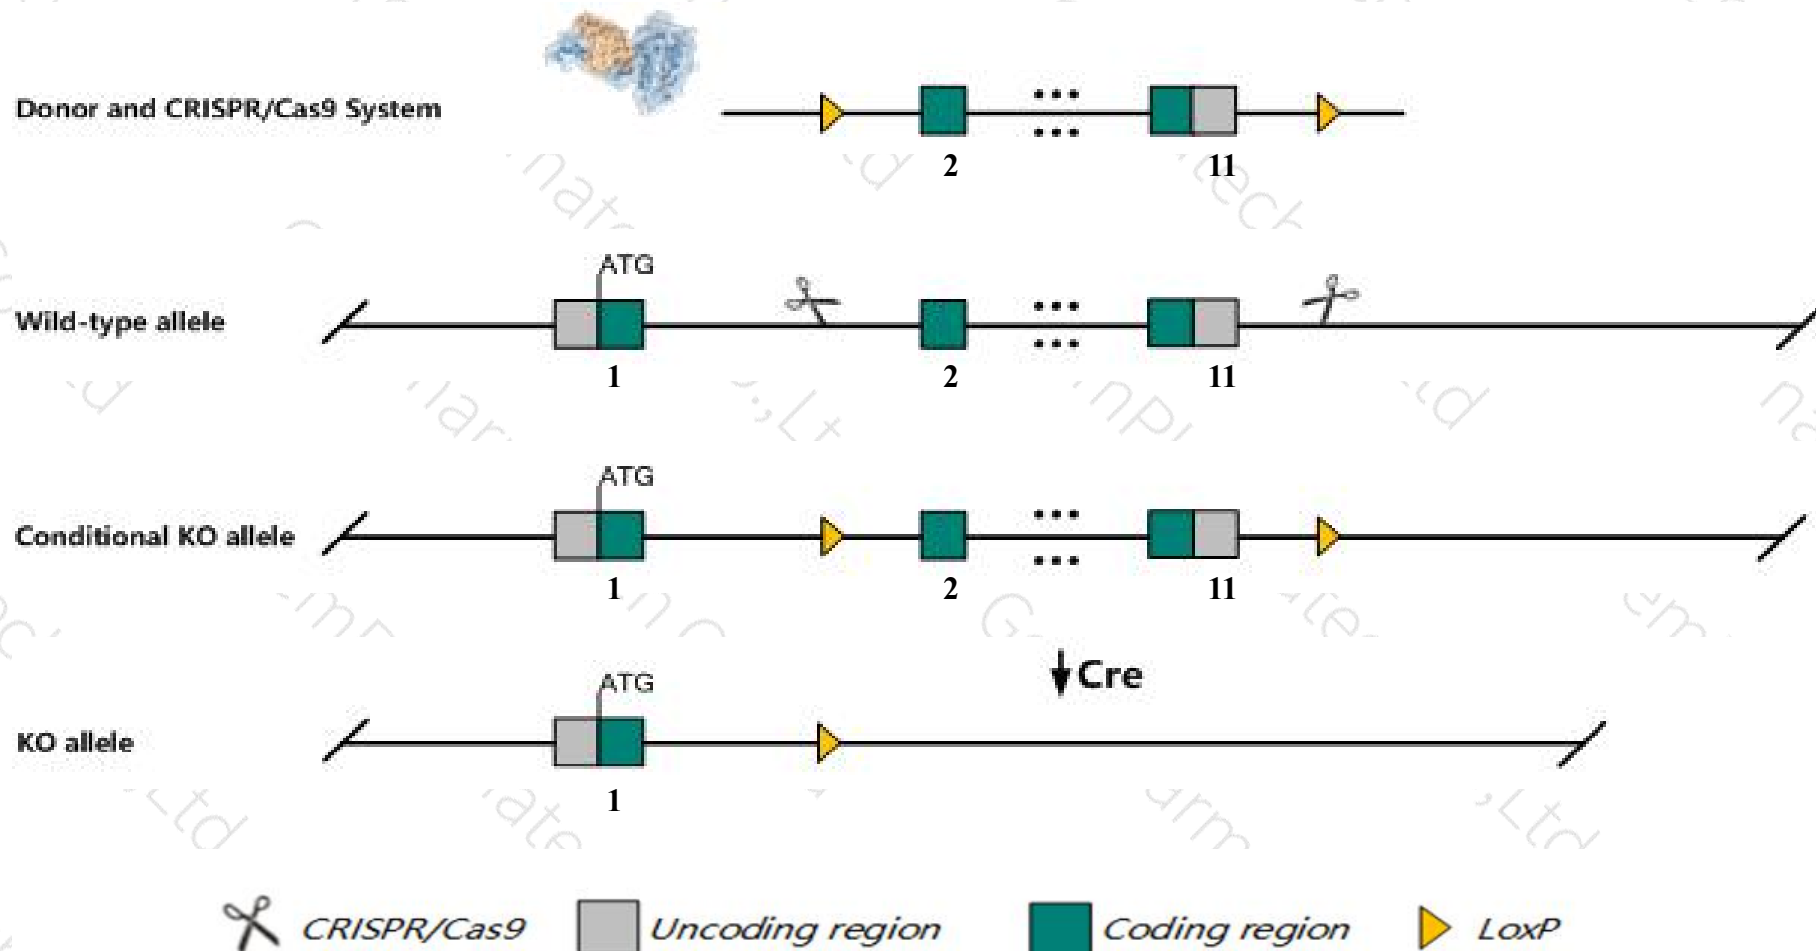 Donor and CRISPR/Cas9 System
2
11
ATG
Wild-type allele
1
2
11
ATG
Conditional KO allele
1
2
11
Cre
ATG
KO allele
1
CRISPR/Cas9
Uncoding region
Coding region
LoxP